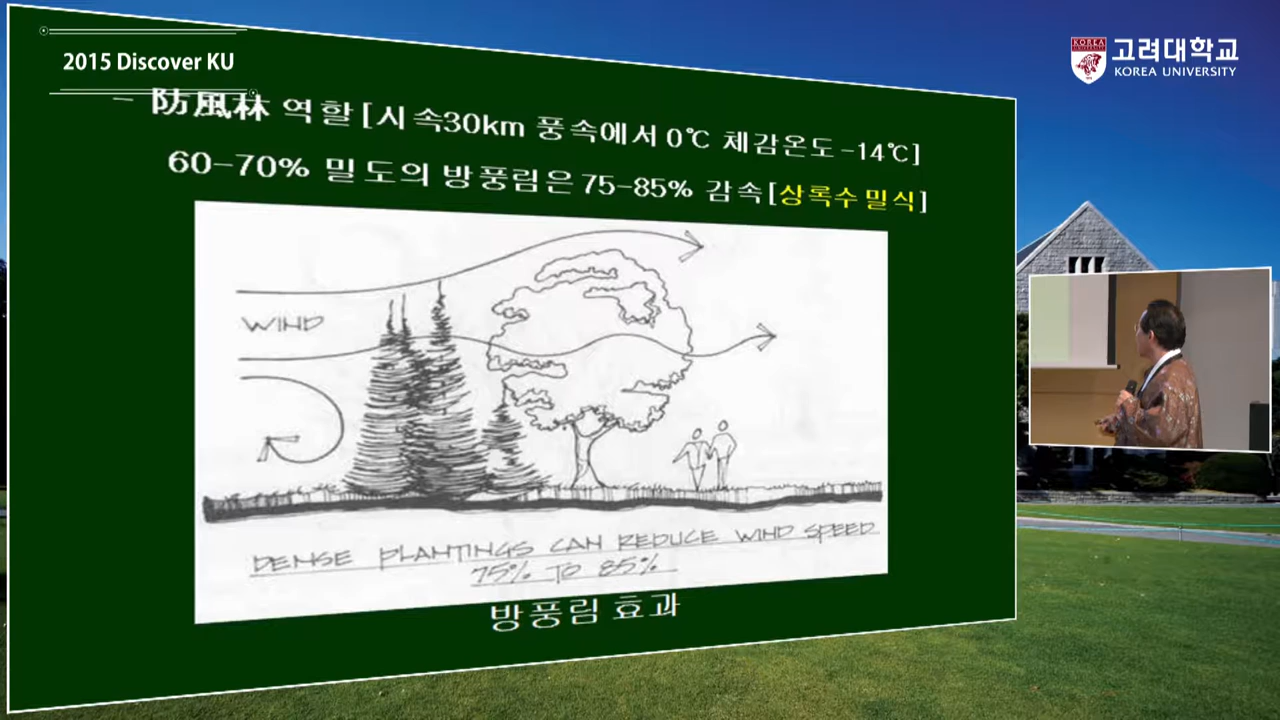 2015 Discover KU
KOREA
고려대학교
KOREA UNIVERSITY
- 防風林 역할 [시속30km 풍속에서 0℃ 체감온도 -14℃]
60-70% 밀도의 방풍림은 75-85% 감속[상록수 밀식]
WIND
DENSE PLANTINGS CAN REDUCE WIND SPEED
75% TO 85%
방풍림 효과